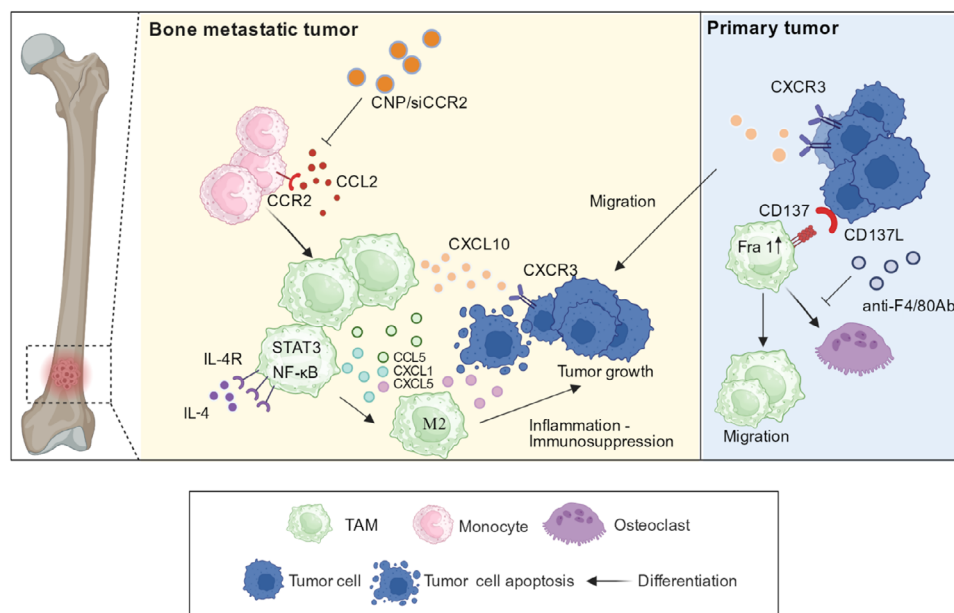 Bone metastatic tumor
CNP/siCCR2
CCL2
CCR2
CXCL10
CXCR3
Migration
STAT3
NF-κB
IL-4R
IL-4
CCL5
CXCL1
CXCL5
M2
Tumor growth
Inflammation -
Immunosuppression
Primary tumor
CXCR3
CD137
CD137L
Fra 1↑
anti-F4/80Ab
Migration
TAM
Monocyte
Osteoclast
Tumor cell
Tumor cell apoptosis
Differentiation